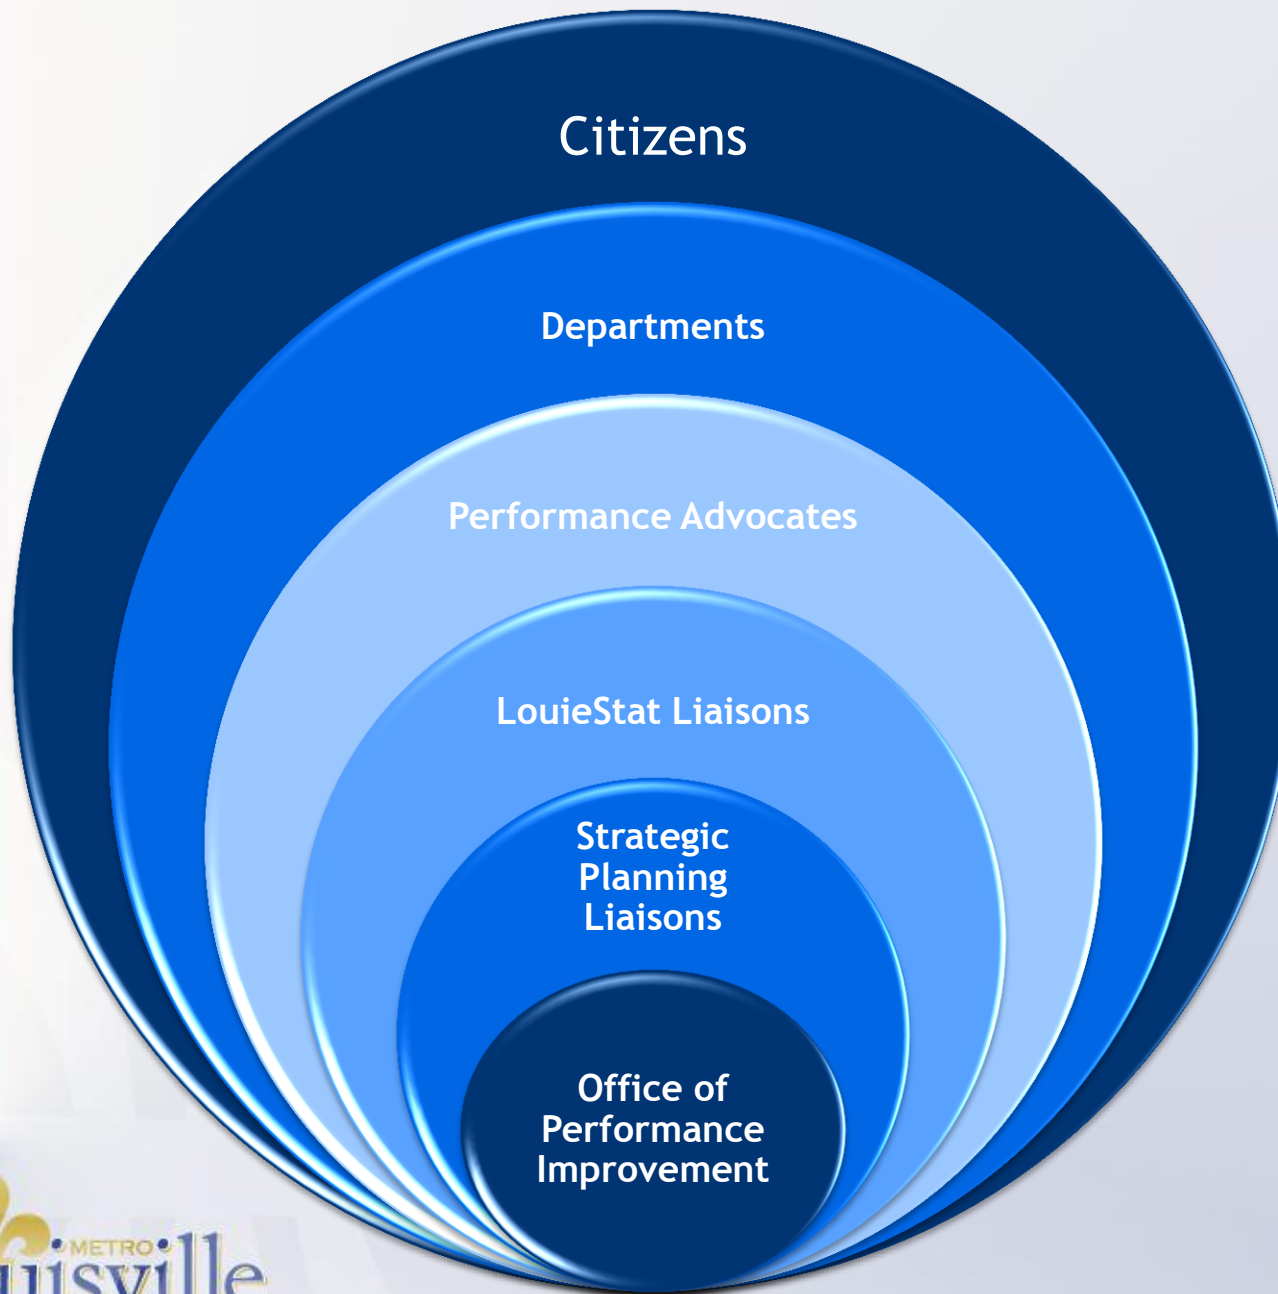 Citizens
Departments
Performance Advocates
LouieStat Liaisons
Strategic
Planning
Liaisons
Office of
Performance
Improvement
METRO